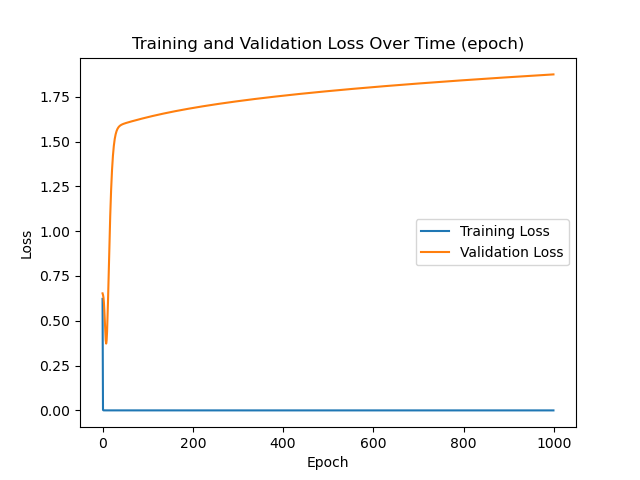 Training and Validation Loss Over Time (epoch)
1.75
1.50
1.25
1.00
0.75
0.50
0.25
0.00
Loss
Training Loss
Validation Loss
0 200 400 600 800 1000
Epoch